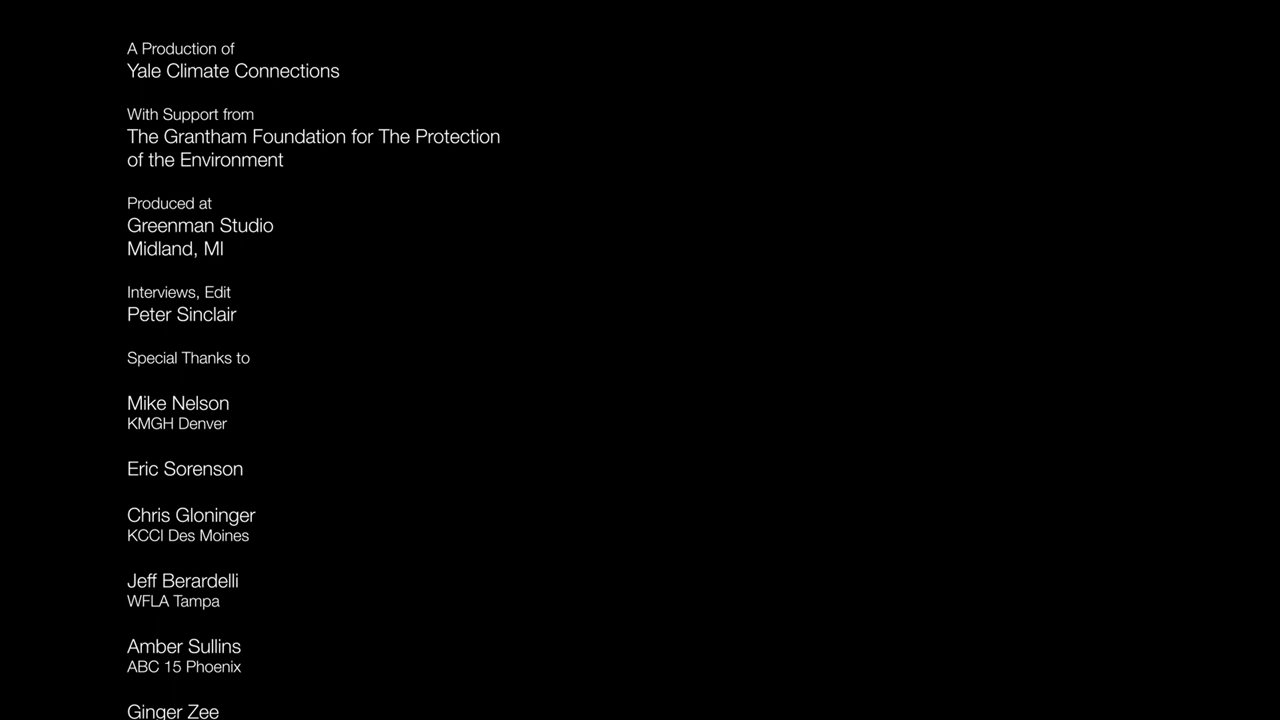 A Production of
Yale Climate Connections
With Support from
The Grantham Foundation for The Protection
of the Environment
Produced at
Greenman Studio
Midland, MI
Interviews, Edit
Peter Sinclair
Special Thanks to
Mike Nelson
KMGH Denver
Eric Sorenson
Chris Gloninger
KCCI Des Moines
Jeff Berardelli
WFLA Tampa
Amber Sullins
ABC 15 Phoenix
Ginger Zee